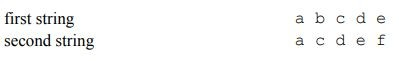 first string a b c d e
second string a c d e f